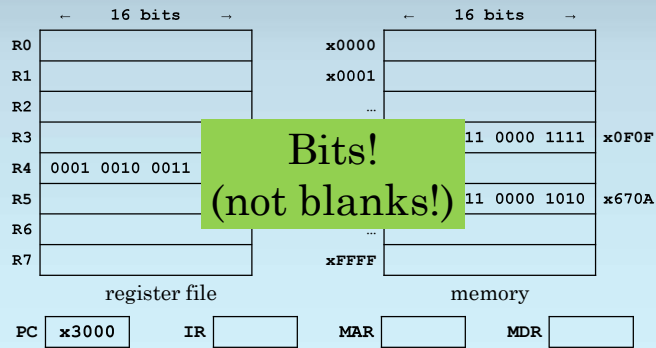 ← 16 bits →
← 16 bits →
R0
x0000
R1
x0001
R2
…
R3
11 0000 1111 x0F0F
R4 0001 0010 0011
R5
11 0000 1010 x670A
R6
…
R7
xFFFF
Bits!
(not blanks!)
register file
memory
PC x3000 IR MAR MDR